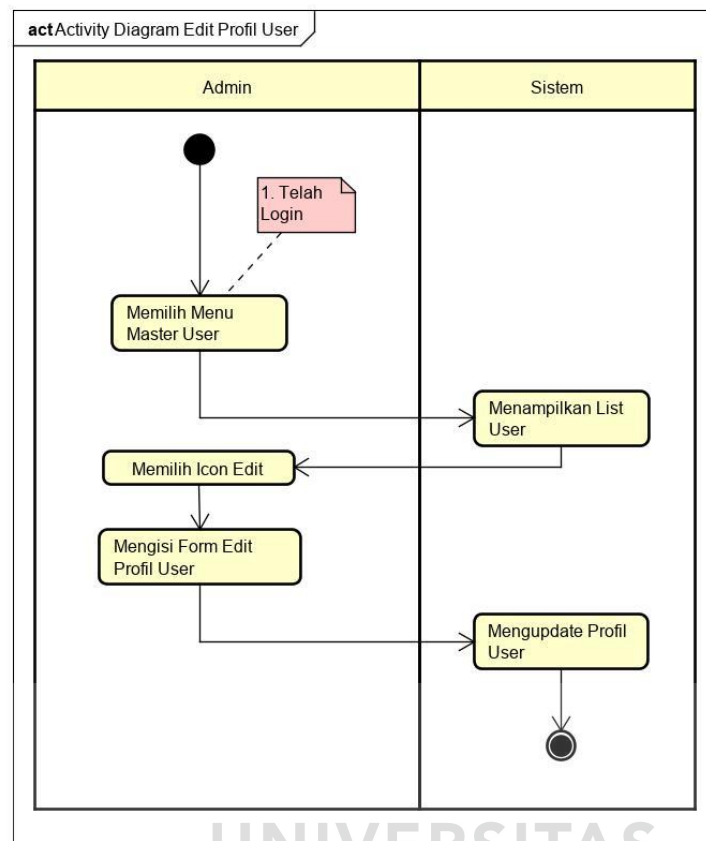 act Activity Diagram Edit Profil User
Admin
Sistem
1. Telah
Login
Memilih Menu
Master User
Menampilkan List
User
Memilih Icon Edit
Mengisi Form Edit
Profil User
Mengupdate Profil
User
UNIVERSITAS